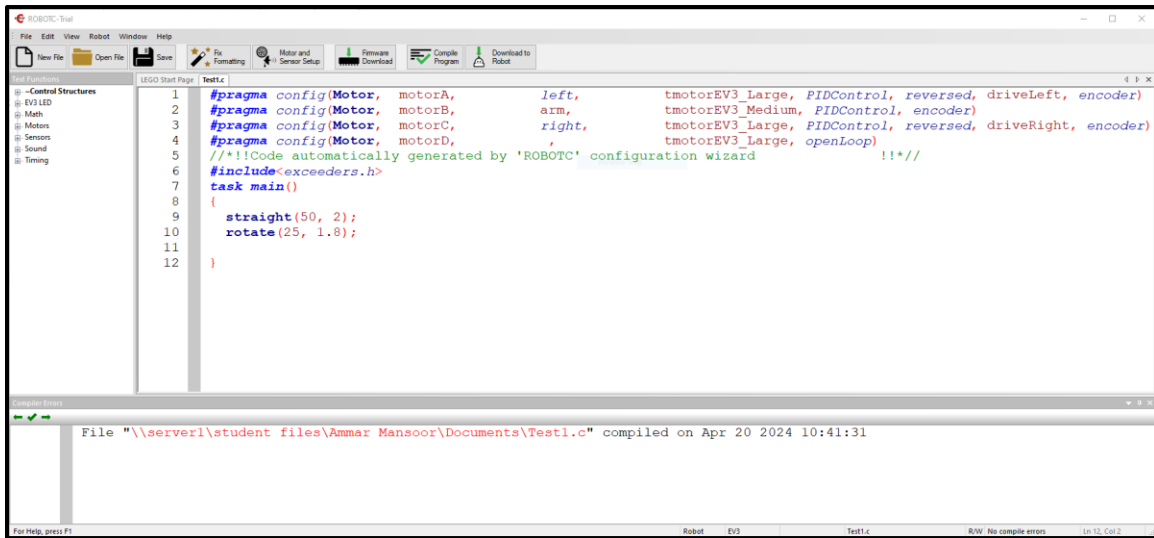 ROBOTC-Trial
File Edit View Robot Window Help
New File Open File Save Fix Formatting Motor and Sensor Setup Firmware Download Compile Program Download to Robot
Text Functions
~Control Structures
EV3 LED
Math
Motors
Sensors
Sound
Timing
LEGO Start Page Test1.c
1 #pragma config(Motor, motorA, left, tmotorEV3_Large, PIDControl, reversed, driveLeft, encoder)
2 #pragma config(Motor, motorB, arm, tmotorEV3_Medium, PIDControl, encoder)
3 #pragma config(Motor, motorC, right, tmotorEV3_Large, PIDControl, reversed, driveRight, encoder)
4 #pragma config(Motor, motorD, , tmotorEV3_Large, openLoop)
5 //*!!Code automatically generated by 'ROBOTC' configuration wizard !!*//
6 #include<exceeders.h>
7 task main()
8 {
9 straight(50, 2);
10 rotate(25, 1.8);
11
12 }
Compiler Errors
File "\\server1\student files\Ammar Mansoor\Documents\Test1.c" compiled on Apr 20 2024 10:41:31
For Help, press F1 Robot EV3 Test1.c R/W No compile errors Ln 12, Col 2